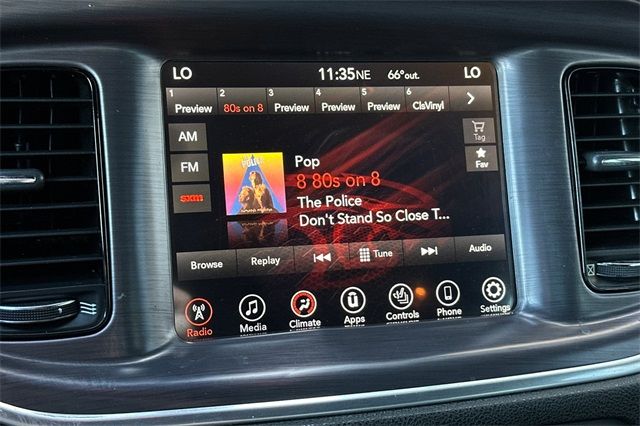 LO 11:35NE 66°out. LO
1 2 3 4 5 6
Preview 80s on 8 Preview Preview Preview ClsVinyl
AM
FM
sxm
Pop
8 80s on 8
The Police
Don't Stand So Close T...
Tag
Fav
Browse Replay Tune Audio
Radio Media Climate Apps Controls Phone Settings